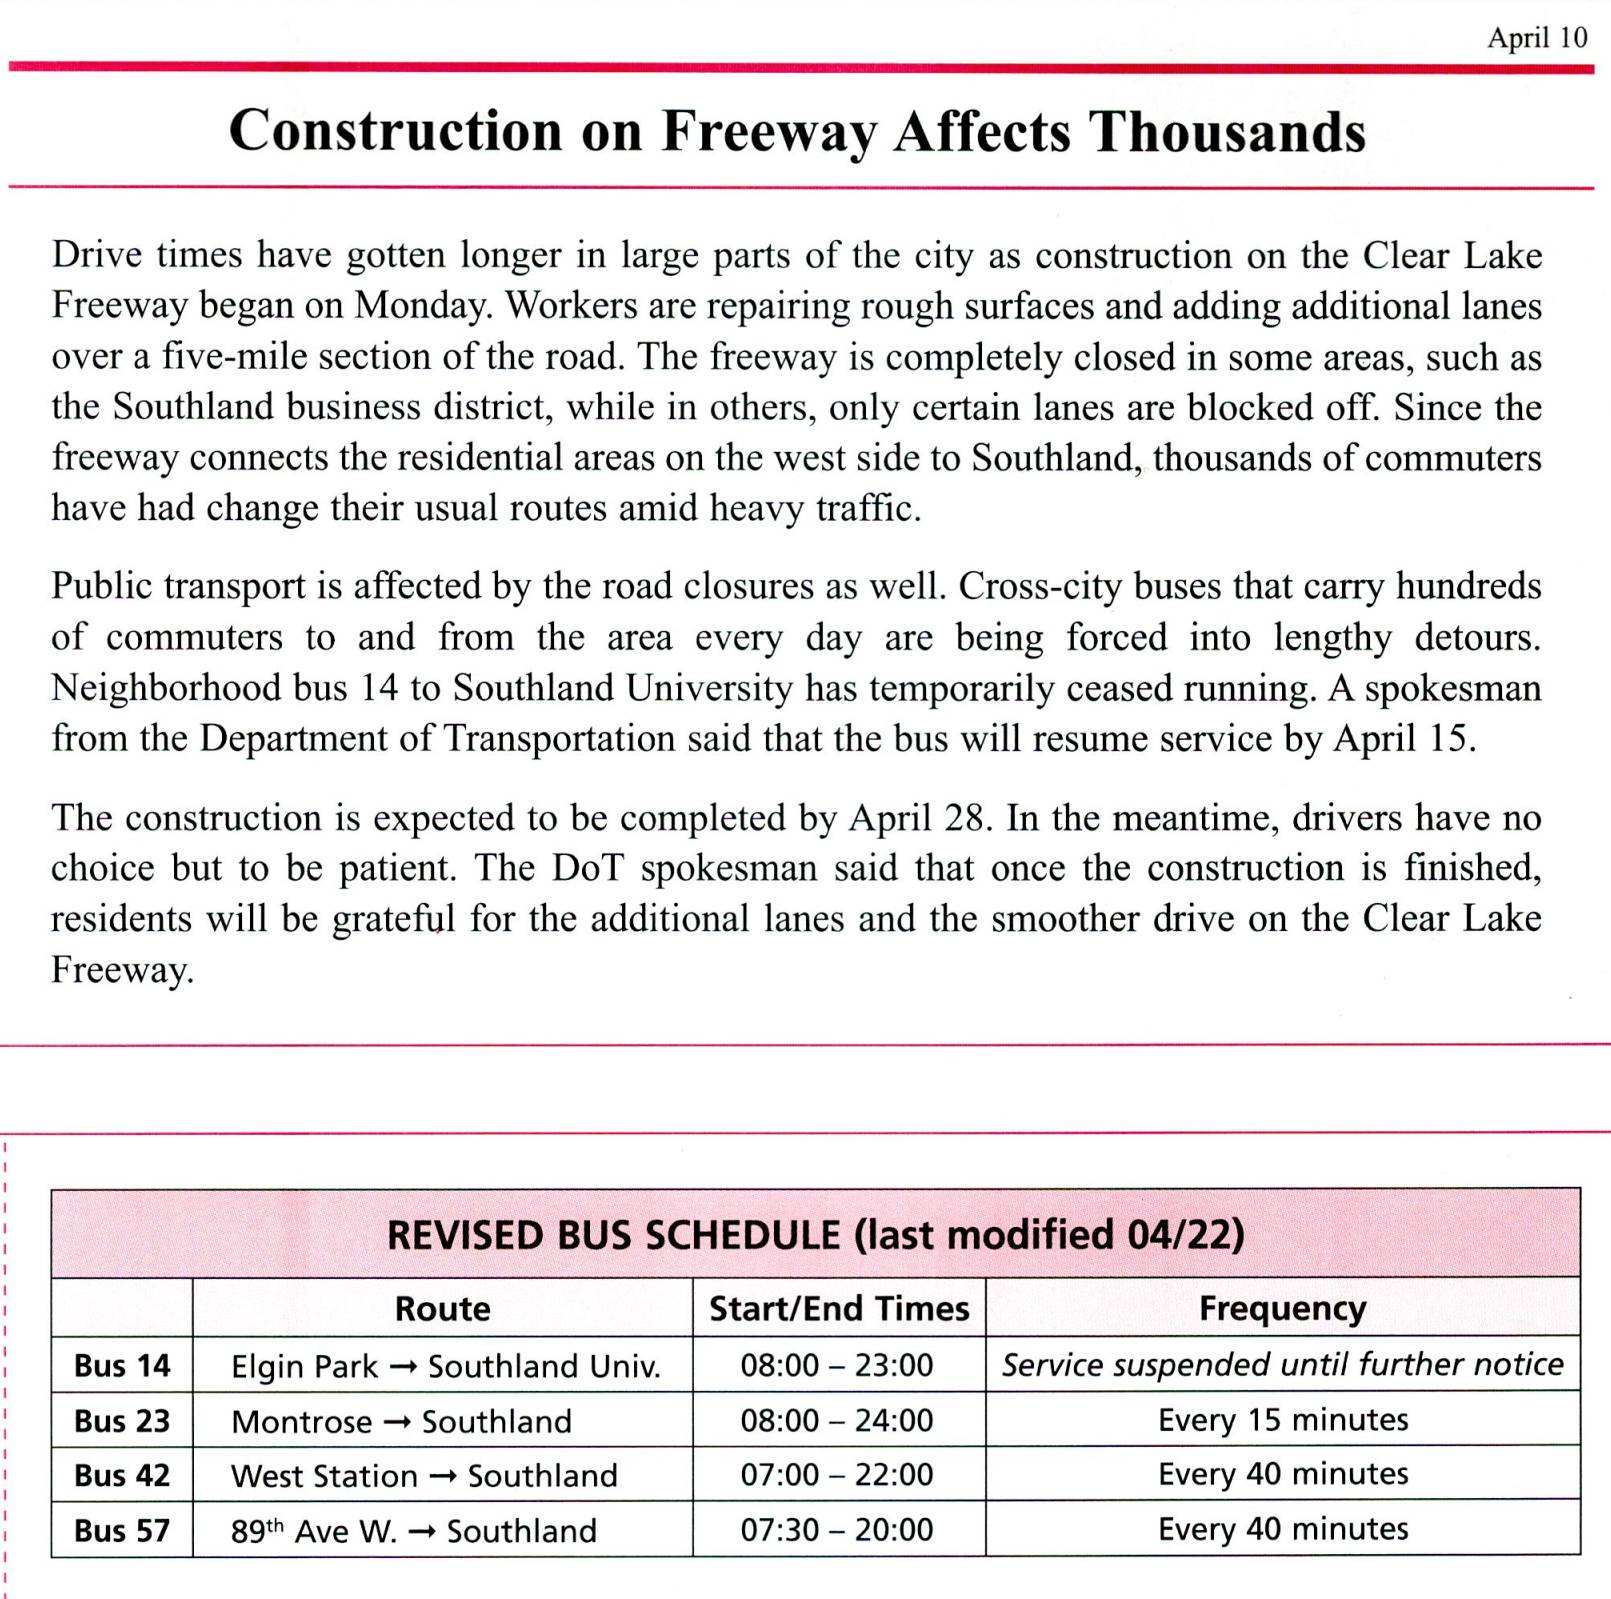 April 10
Construction on Freeway Affects Thousands
Drive times have gotten longer in large parts of the city as construction on the Clear Lake
Freeway began on Monday. Workers are repairing rough surfaces and adding additional lanes
over a five-mile section of the road. The freeway is completely closed in some areas, such as
the Southland business district, while in others, only certain lanes are blocked off. Since the
freeway connects the residential areas on the west side to Southland, thousands of commuters
have had change their usual routes amid heavy traffic.
Public transport is affected by the road closures as well. Cross-city buses that carry hundreds
of commuters to and from the area every day are being forced into lengthy detours.
Neighborhood bus 14 to Southland University has temporarily ceased running. A spokesman
from the Department of Transportation said that the bus will resume service by April 15.
The construction is expected to be completed by April 28. In the meantime, drivers have no
choice but to be patient. The DoT spokesman said that once the construction is finished,
residents will be grateful for the additional lanes and the smoother drive on the Clear Lake
Freeway.
REVISED BUS SCHEDULE (last modified 04/22)
Route Start/End Times Frequency
Bus 14 Elgin Park → Southland Univ. 08:00 – 23:00 Service suspended until further notice
Bus 23 Montrose → Southland 08:00 – 24:00 Every 15 minutes
Bus 42 West Station → Southland 07:00 – 22:00 Every 40 minutes
Bus 57 89th Ave W. → Southland 07:30 – 20:00 Every 40 minutes